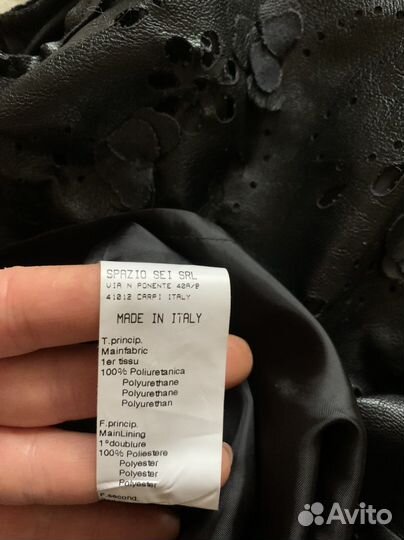 SPAZIO SEI SRL
VIA N PONENTE 40A/B
41012 CARPI ITALY
MADE IN ITALY
T.princip.
Mainfabric
1er tissu
100% Poliuretanica
Polyurethane
Polyurethane
Polyurethan
F.princip.
MainLining
1°doublure
100% Poliestere
Polyester
Polyester
Polyester
F.second.
Avito